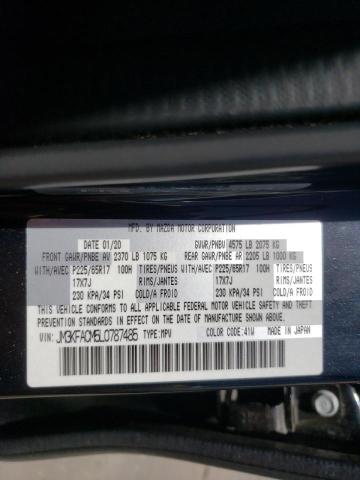 MFD. BY MAZDA MOTOR CORPORATION
DATE 01/20 GVWR/PNBV 4575 LB 2075 KG
FRONT GAWR/PNBE AV 2370 LB 1075 KG REAR GAWR/PNBE AR 2205 LB 1000 KG
WITH/AVEC P225/65R17 100H TIRES/PNEUS WITH/AVEC P225/65R17 100H TIRES/PNEUS
17X7J RIMS/JANTES 17X7J RIMS/JANTES
230 KPA/34 PSI COLD/A FROID 230 KPA/34 PSI COLD/A FROID
THIS VEHICLE CONFORMS TO ALL APPLICABLE FEDERAL MOTOR VEHICLE SAFETY,
BUMPER, AND THEFT PREVENTION STANDARDS IN EFFECT ON THE DATE OF
MANUFACTURE SHOWN ABOVE.
VIN: JM3KFACM5L0787485 TYPE:MPV COLOR CODE:41W MADE IN JAPAN